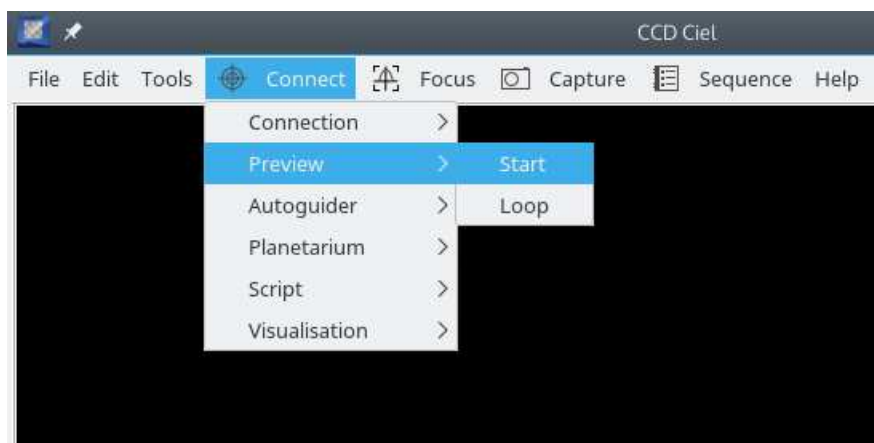 CCD Ciel
File Edit Tools Connect Focus Capture Sequence Help
Connection
Preview Start
Autoguider Loop
Planetarium
Script
Visualisation